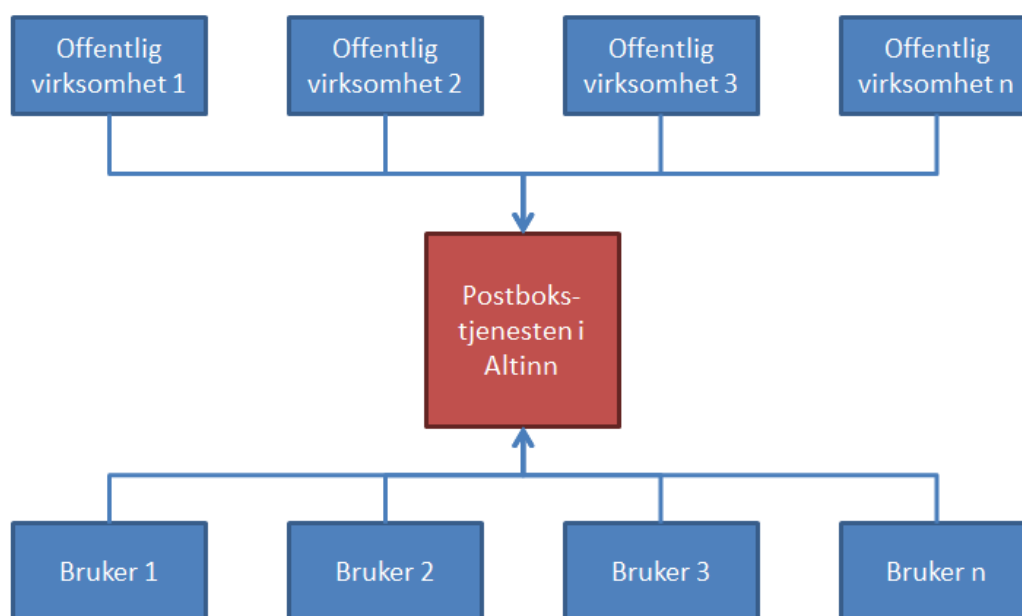 Offentlig
virksomhet 1
Offentlig
virksomhet 2
Offentlig
virksomhet 3
Offentlig
virksomhet n
Postboks-
tjenesten i
Altinn
Bruker 1
Bruker 2
Bruker 3
Bruker n